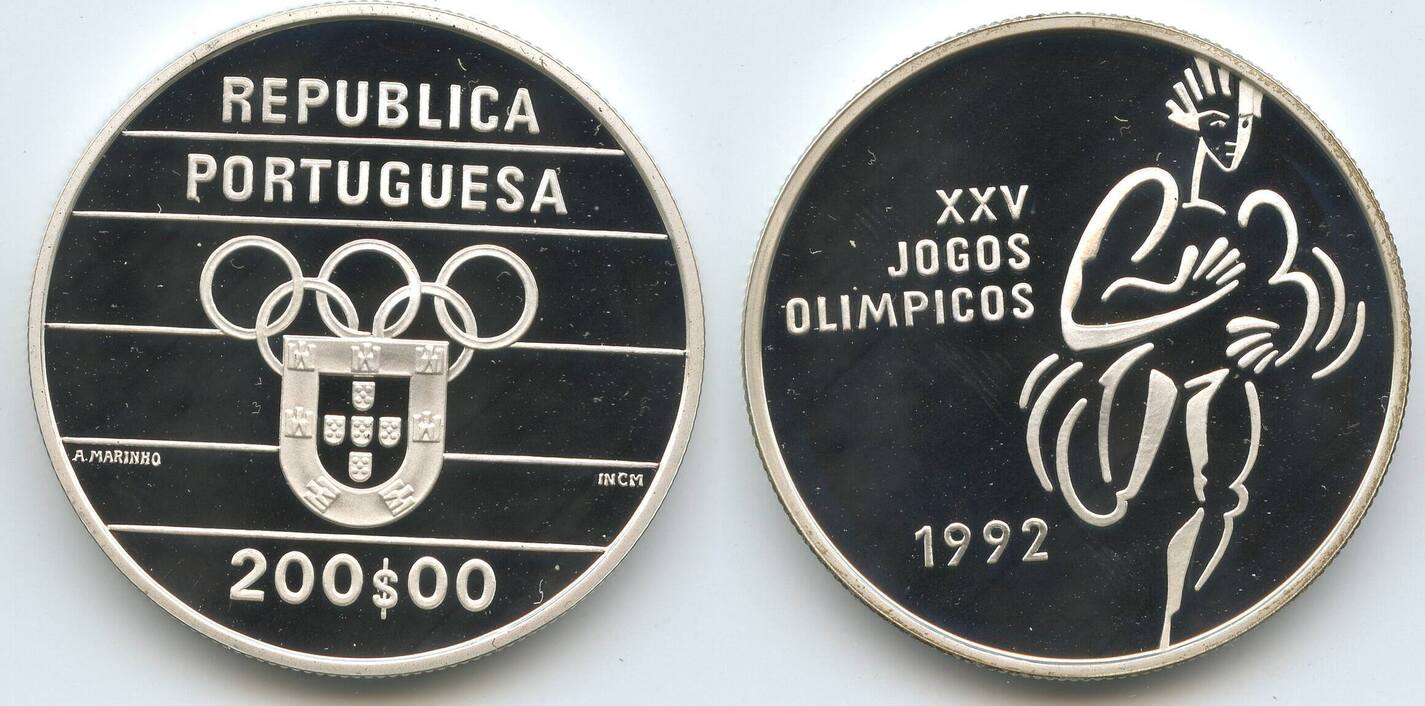 REPUBLICA
PORTUGUESA
A. MARINHO
INCM
200$00
XXV
JOGOS
OLIMPICOS
1992